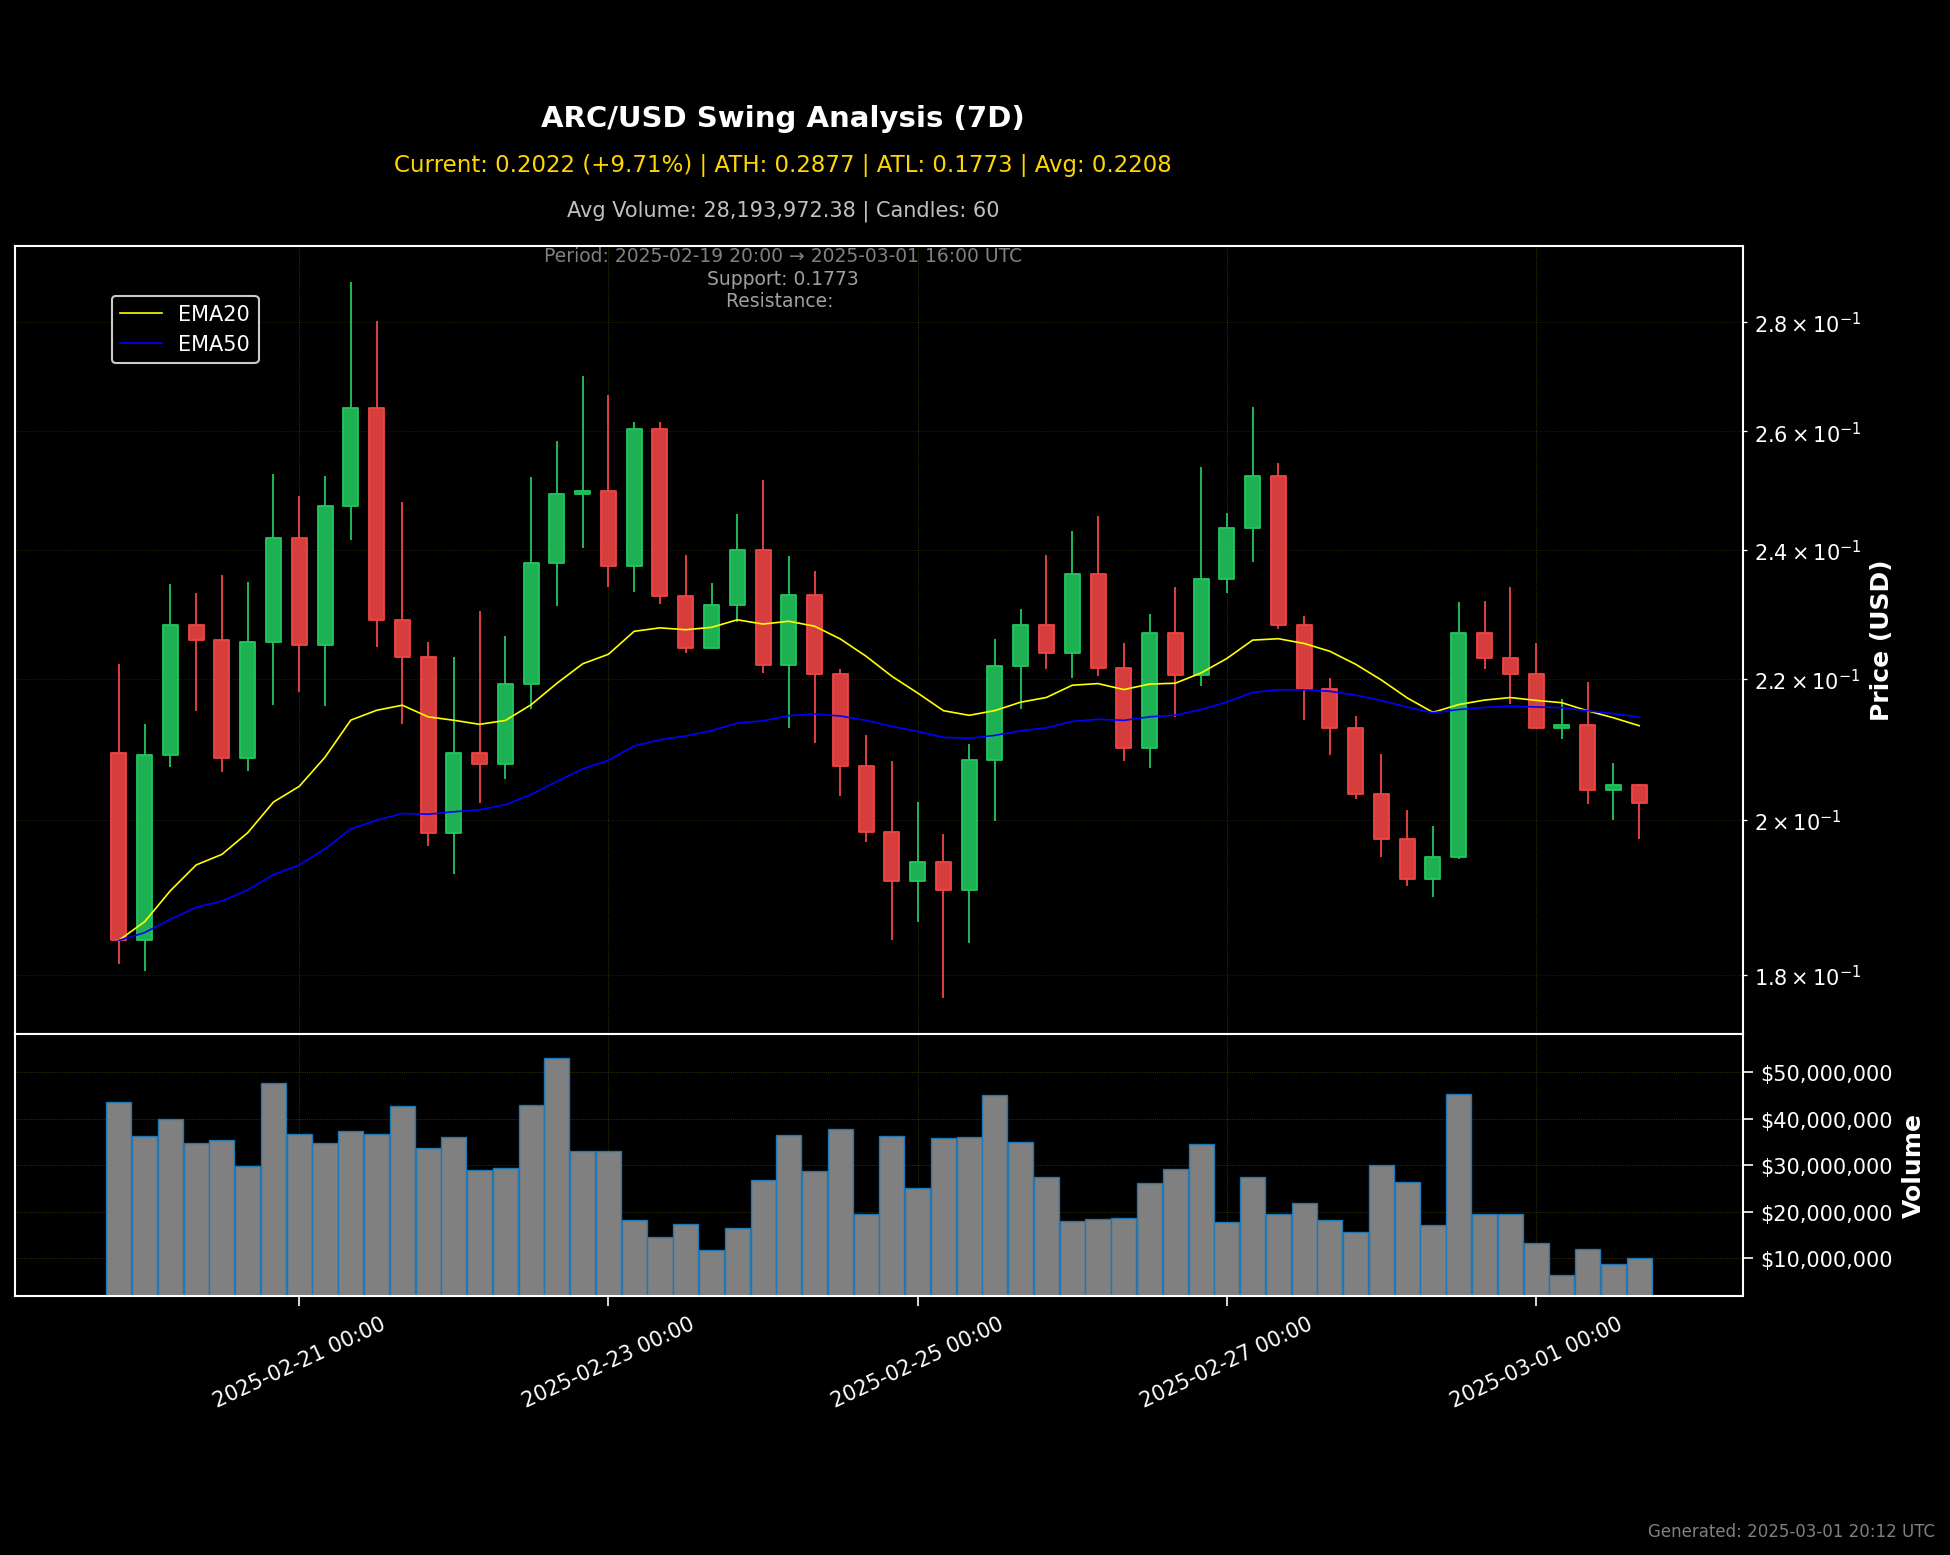 ARC/USD Swing Analysis (7D)
Current: 0.2022 (+9.71%) | ATH: 0.2877 | ATL: 0.1773 | Avg: 0.2208
Avg Volume: 28,193,972.38 | Candles: 60
Period: 2025-02-19 20:00 → 2025-03-01 16:00 UTC
Support: 0.1773
Resistance:
EMA20
EMA50
2.8 × 10⁻¹
2.6 × 10⁻¹
2.4 × 10⁻¹
2.2 × 10⁻¹
2 × 10⁻¹
1.8 × 10⁻¹
Price (USD)
$50,000,000
$40,000,000
$30,000,000
$20,000,000
$10,000,000
Volume
2025-02-21 00:00
2025-02-23 00:00
2025-02-25 00:00
2025-02-27 00:00
2025-03-01 00:00
Generated: 2025-03-01 20:12 UTC